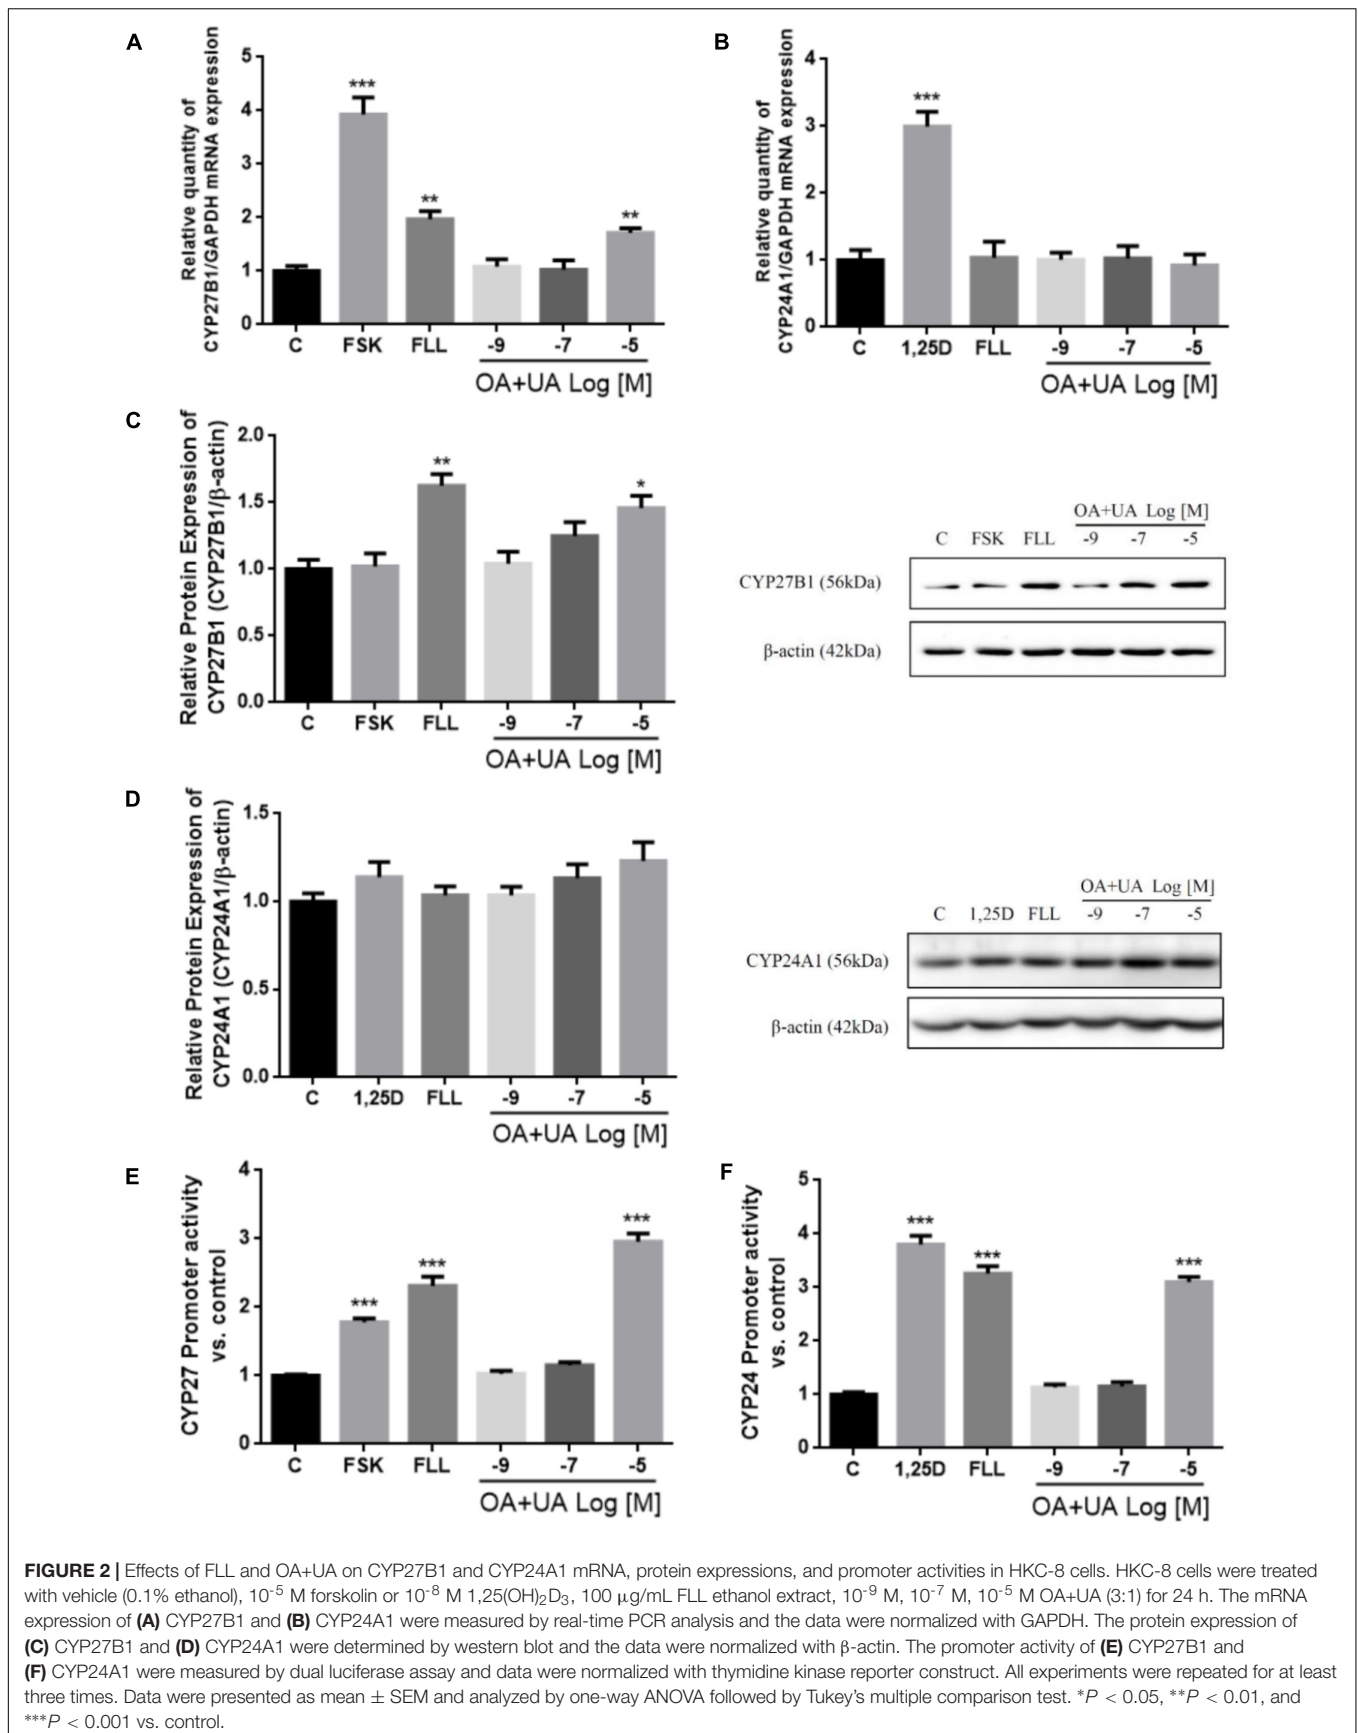 A
Relative quantity of
CYP27B1/GAPDH mRNA expression
5
4
3
2
1
0
***
**
**
C FSK FLL -9 -7 -5
OA+UA Log [M]
B
Relative quantity of
CYP24A1/GAPDH mRNA expression
4
3
2
1
0
***
C 1,25D FLL -9 -7 -5
OA+UA Log [M]
C
Relative Protein Expression of
CYP27B1 (CYP27B1/β-actin)
2.0
1.5
1.0
0.5
0.0
**
*
C FSK FLL -9 -7 -5
OA+UA Log [M]
OA+UA Log [M]
C FSK FLL -9 -7 -5
CYP27B1 (56kDa)
β-actin (42kDa)
D
Relative Protein Expression of
CYP24A1 (CYP24A1/β-actin)
1.5
1.0
0.5
0.0
C 1,25D FLL -9 -7 -5
OA+UA Log [M]
OA+UA Log [M]
C 1,25D FLL -9 -7 -5
CYP24A1 (56kDa)
β-actin (42kDa)
E
CYP27 Promoter activity
vs. control
4
3
2
1
0
***
***
***
C FSK FLL -9 -7 -5
OA+UA Log [M]
F
CYP24 Promoter activity
vs. control
5
4
3
2
1
0
***
***
***
C 1,25D FLL -9 -7 -5
OA+UA Log [M]
FIGURE 2 | Effects of FLL and OA+UA on CYP27B1 and CYP24A1 mRNA, protein expressions, and promoter activities in HKC-8 cells. HKC-8 cells were treated
with vehicle (0.1% ethanol), 10⁻⁵ M forskolin or 10⁻⁸ M 1,25(OH)₂D₃, 100 μg/mL FLL ethanol extract, 10⁻⁹ M, 10⁻⁷ M, 10⁻⁵ M OA+UA (3:1) for 24 h. The mRNA
expression of (A) CYP27B1 and (B) CYP24A1 were measured by real-time PCR analysis and the data were normalized with GAPDH. The protein expression of
(C) CYP27B1 and (D) CYP24A1 were determined by western blot and the data were normalized with β-actin. The promoter activity of (E) CYP27B1 and
(F) CYP24A1 were measured by dual luciferase assay and data were normalized with thymidine kinase reporter construct. All experiments were repeated for at least
three times. Data were presented as mean ± SEM and analyzed by one-way ANOVA followed by Tukey's multiple comparison test. *P < 0.05, **P < 0.01, and
***P < 0.001 vs. control.